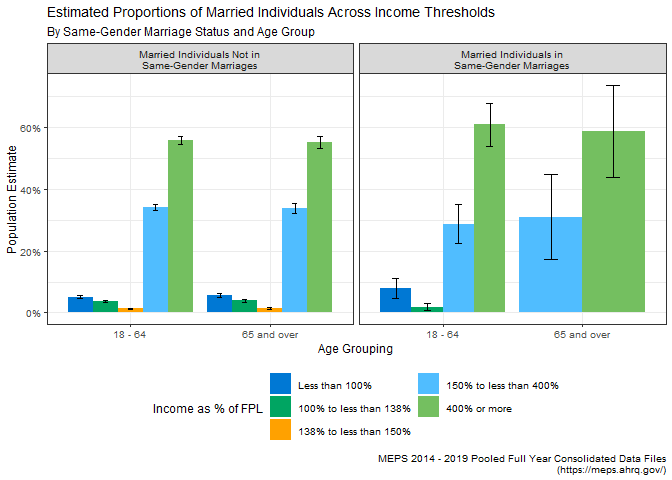 Estimated Proportions of Married Individuals Across Income Thresholds
By Same-Gender Marriage Status and Age Group
Married Individuals Not in
Same-Gender Marriages
Married Individuals in
Same-Gender Marriages
Population Estimate
60%
40%
20%
0%
18 - 64
65 and over
18 - 64
65 and over
Age Grouping
Income as % of FPL
Less than 100%
100% to less than 138%
138% to less than 150%
150% to less than 400%
400% or more
MEPS 2014 - 2019 Pooled Full Year Consolidated Data Files
(https://meps.ahrq.gov/)